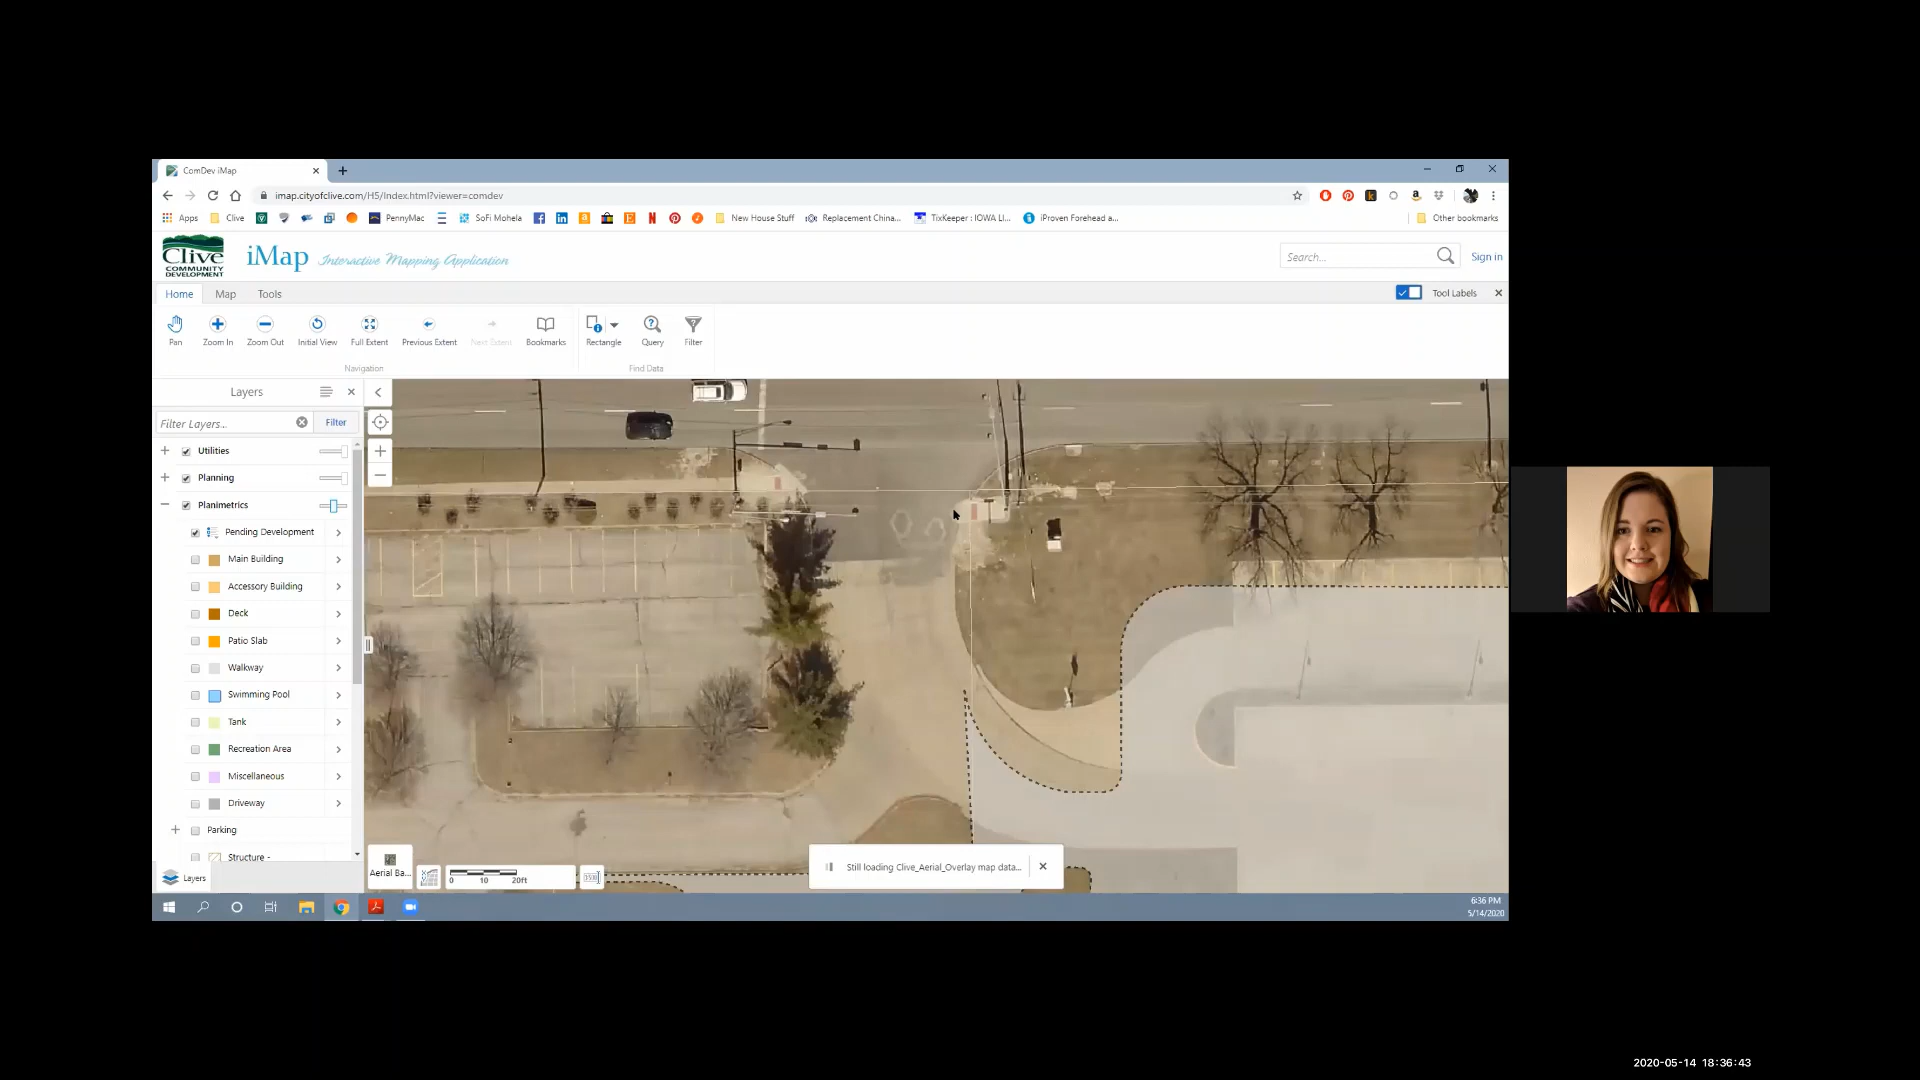 ComDev iMap
imap.cityofclive.com/H5/Index.html?viewer=comdev
Apps Clive PennyMac SoFi Mohela New House Stuff Replacement China... TixKeeper : IOWA LI... iProven Forehead a... Other bookmarks
Clive
COMMUNITY
DEVELOPMENT
iMap Interactive Mapping Application
Search...
Sign in
Home Map Tools
Tool Labels
Pan Zoom In Zoom Out Initial View Full Extent Previous Extent Next Extent Bookmarks Rectangle Query Filter
Navigation Find Data
Layers
Filter Layers... Filter
Utilities
Planning
Planimetrics
Pending Development
Main Building
Accessory Building
Deck
Patio Slab
Walkway
Swimming Pool
Tank
Recreation Area
Miscellaneous
Driveway
Parking
Structure -
Layers
Aerial Ba...
0 10 20ft
Still loading Clive_Aerial_Overlay map data...
6:36 PM
5/14/2020
2020-05-14 18:36:43